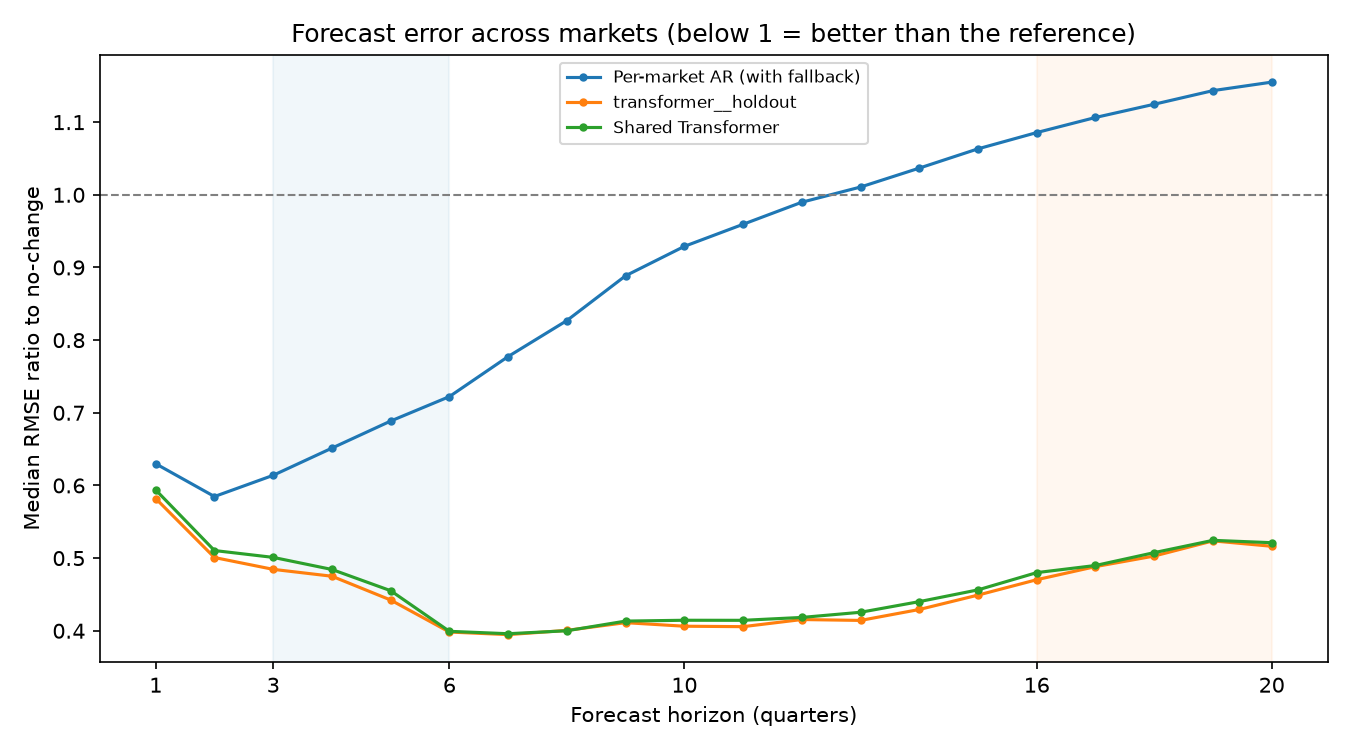 Forecast error across markets (below 1 = better than the reference)
Per-market AR (with fallback)
transformer__holdout
Shared Transformer
Median RMSE ratio to no-change
1.1
1.0
0.9
0.8
0.7
0.6
0.5
0.4
1 3 6 10 16 20
Forecast horizon (quarters)